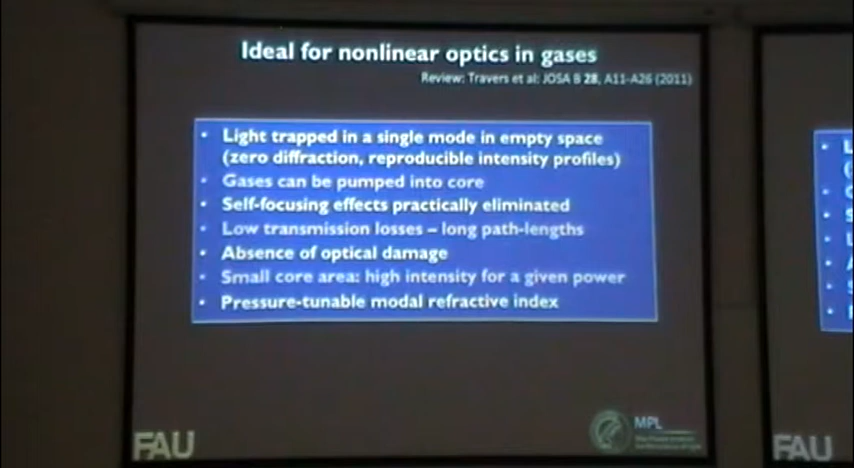 Ideal for nonlinear optics in gases
Review: Travers et al: JOSA B 28, A11-A26 (2011)
• Light trapped in a single mode in empty space
(zero diffraction, reproducible intensity profiles)
• Gases can be pumped into core
• Self-focusing effects practically eliminated
• Low transmission losses – long path-lengths
• Absence of optical damage
• Small core area: high intensity for a given power
• Pressure-tunable modal refractive index
FAU
MPL
FAU